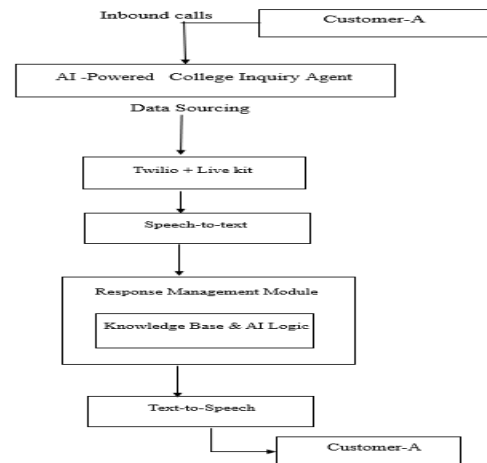 Inbound calls
Customer-A
AI -Powered College Inquiry Agent
Data Sourcing
Twilio + Live kit
Speech-to-text
Response Management Module
Knowledge Base & AI Logic
Text-to-Speech
Customer-A